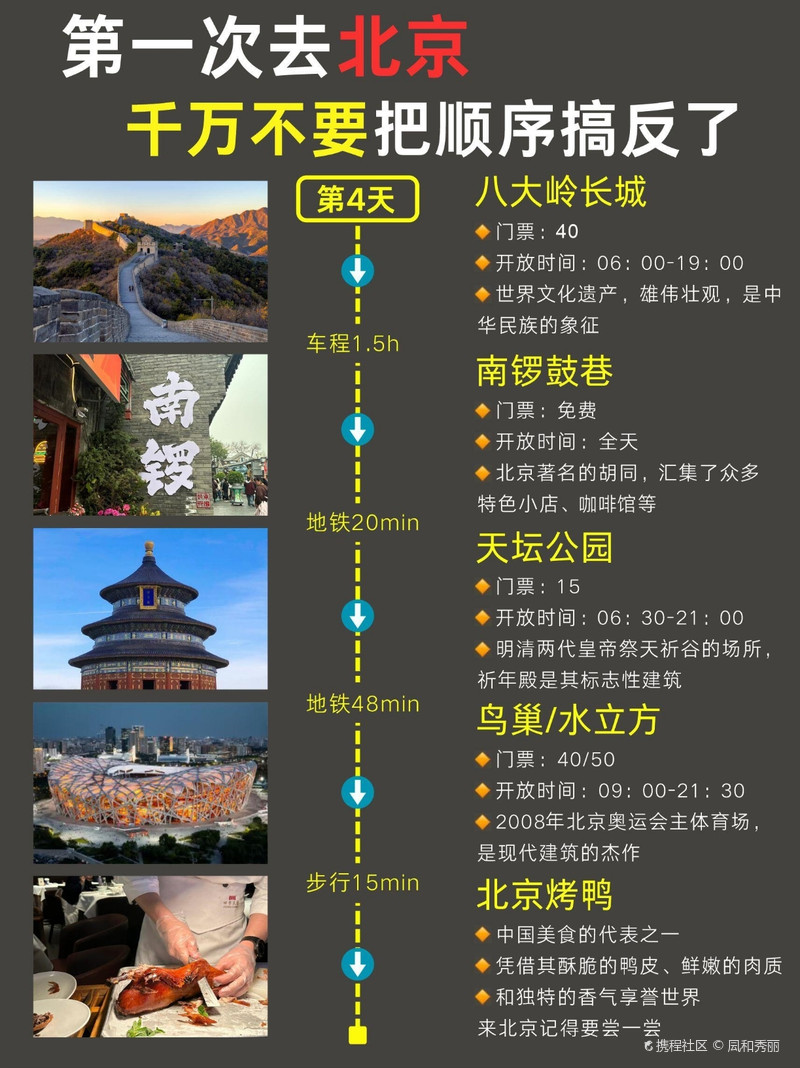 第一次去北京
千万不要把顺序搞反了
第4天
八大岭长城
◆门票：40
◆开放时间：06：00-19：00
◆世界文化遗产，雄伟壮观，是中
华民族的象征
车程1.5h
南锣
南锣鼓巷
◆门票：免费
◆开放时间：全天
◆北京著名的胡同，汇集了众多
特色小店、咖啡馆等
地铁20min
天坛公园
◆门票：15
◆开放时间：06：30-21：00
◆明清两代皇帝祭天祈谷的场所，
祈年殿是其标志性建筑
地铁48min
鸟巢/水立方
◆门票：40/50
◆开放时间：09：00-21：30
◆2008年北京奥运会主体育场，
是现代建筑的杰作
步行15min
北京烤鸭
◆中国美食的代表之一
◆凭借其酥脆的鸭皮、鲜嫩的肉质
◆和独特的香气享誉世界
来北京记得要尝一尝
携程社区 © 凬和秀丽